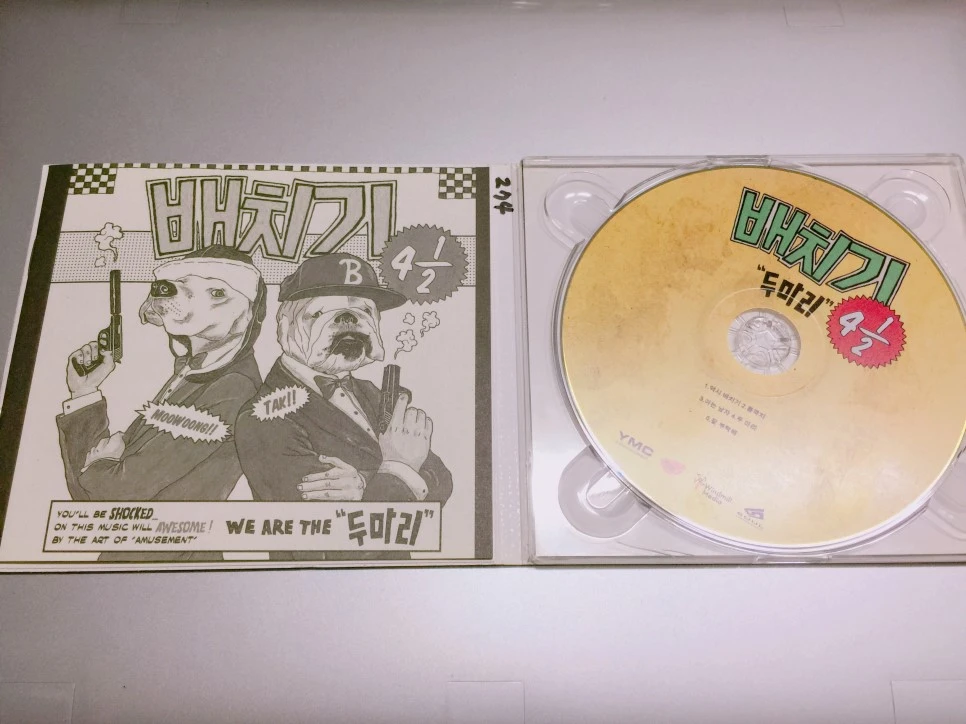 배치기
4 1/2
B
MOOWOONG!!
TAK!!
YOU'LL BE SHOCKED
ON THIS MUSIC WILL AWESOME!
BY THE ART OF "AMUSEMENT"
WE ARE THE "두마리"
배치기
"두마리"
4 1/2
YMC